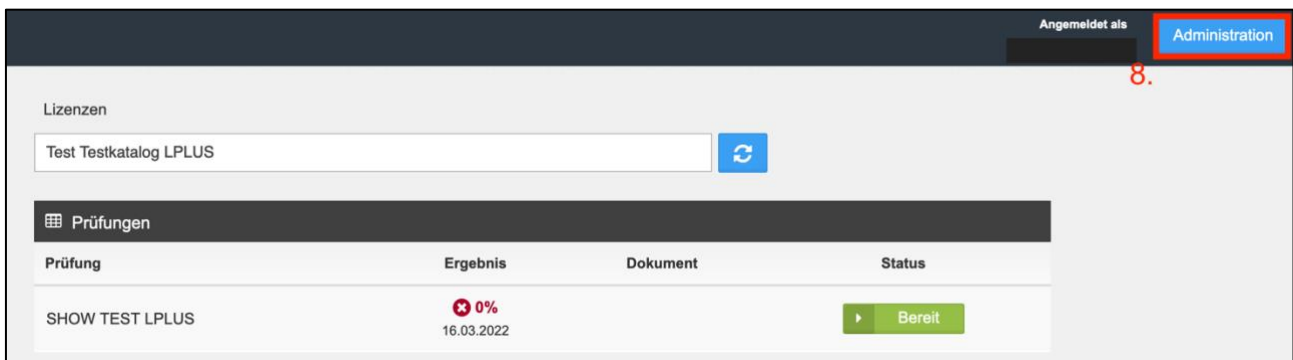 Angemeldet als
Administration
8.
Lizenzen
Test Testkatalog LPLUS
Prüfungen
Prüfung Ergebnis Dokument Status
SHOW TEST LPLUS 0% Bereit
16.03.2022